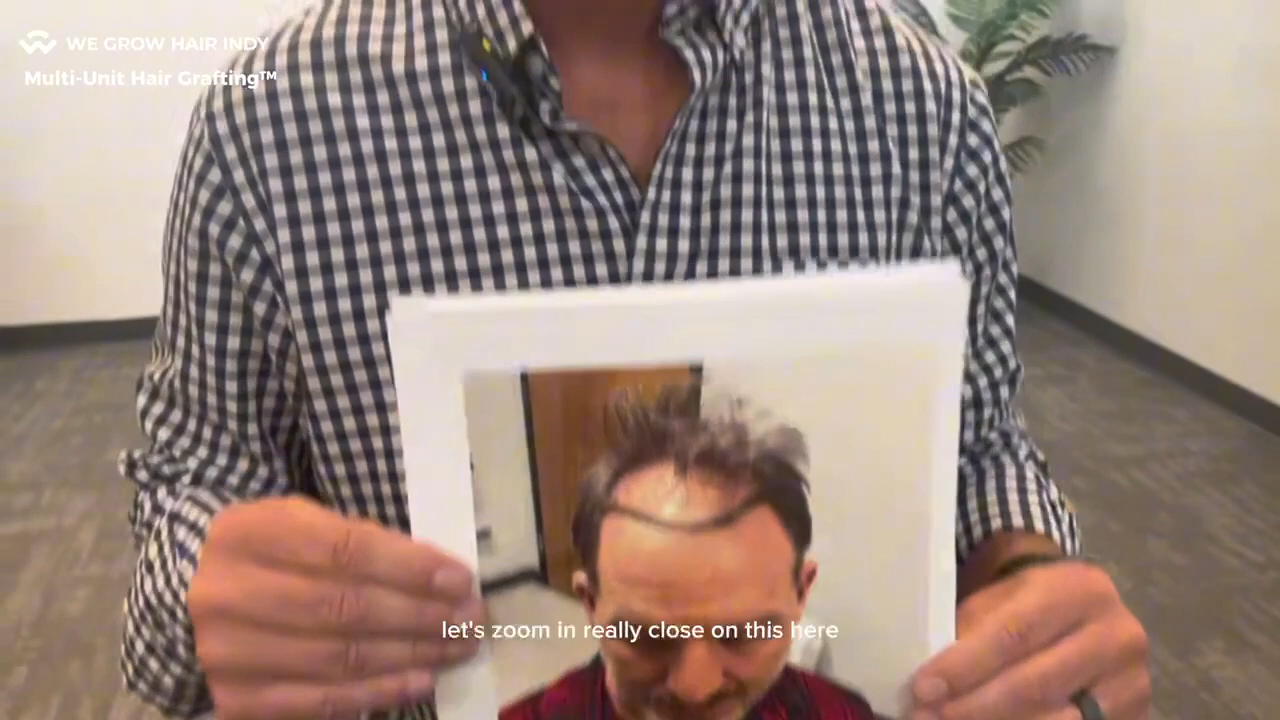 WE GROW HAIR INDY
Multi-Unit Hair Grafting™
let's zoom in really close on this here